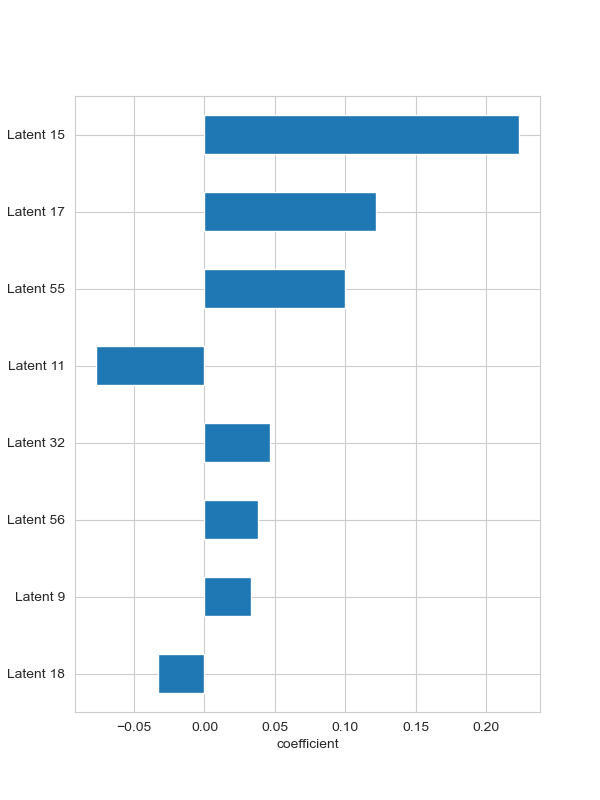 Latent 15
Latent 17
Latent 55
Latent 11
Latent 32
Latent 56
Latent 9
Latent 18
−0.05 0.00 0.05 0.10 0.15 0.20
coefficient